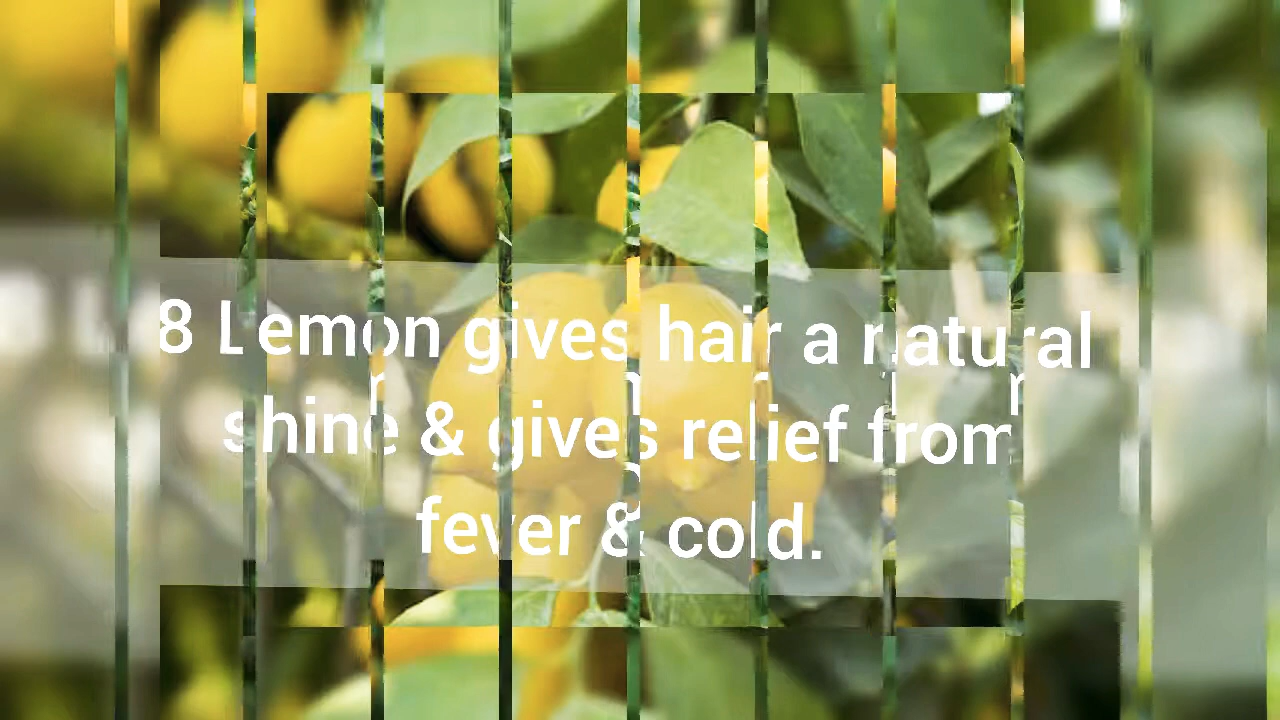 8 Lemon gives hair a natural
shine & gives relief from
fever & cold.